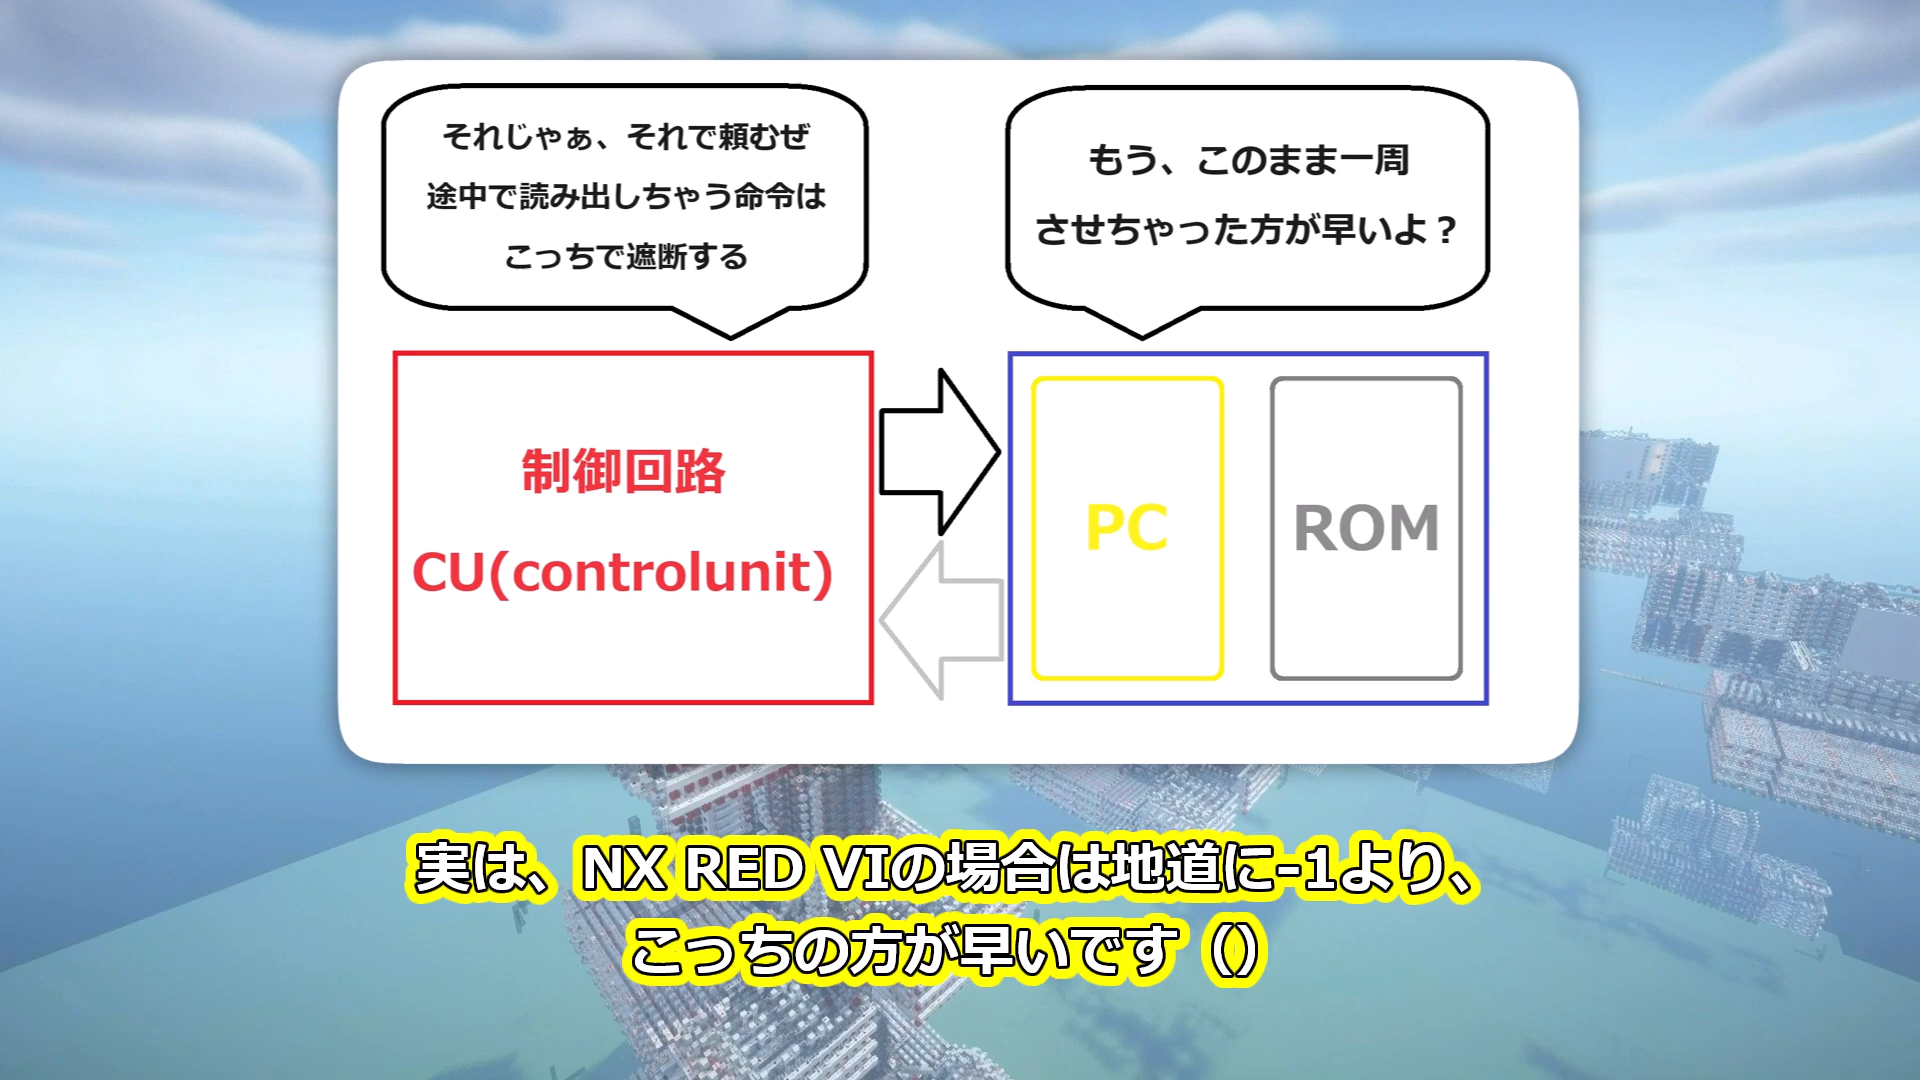 それじゃぁ、それで頼むぜ
途中で読み出しちゃう命令は
こっちで遮断する
もう、このまま一周
させちゃった方が早いよ？
制御回路
CU(controlunit)
PC
ROM
実は、NX RED VIの場合は地道に-1より、
こっちの方が早いです（）